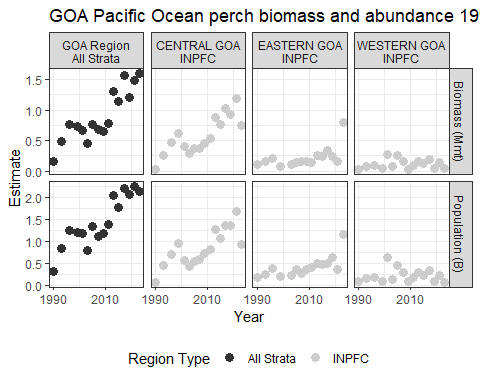 GOA Pacific Ocean perch biomass and abundance 19
GOA Region
All Strata
CENTRAL GOA
INPFC
EASTERN GOA
INPFC
WESTERN GOA
INPFC
1.5
1.0
0.5
0.0
Biomass (M mt)
Estimate
2.0
1.5
1.0
0.5
0.0
Population (B)
1990 2010 1990 2010 1990 2010 1990 2010
Year
Region Type All Strata INPFC